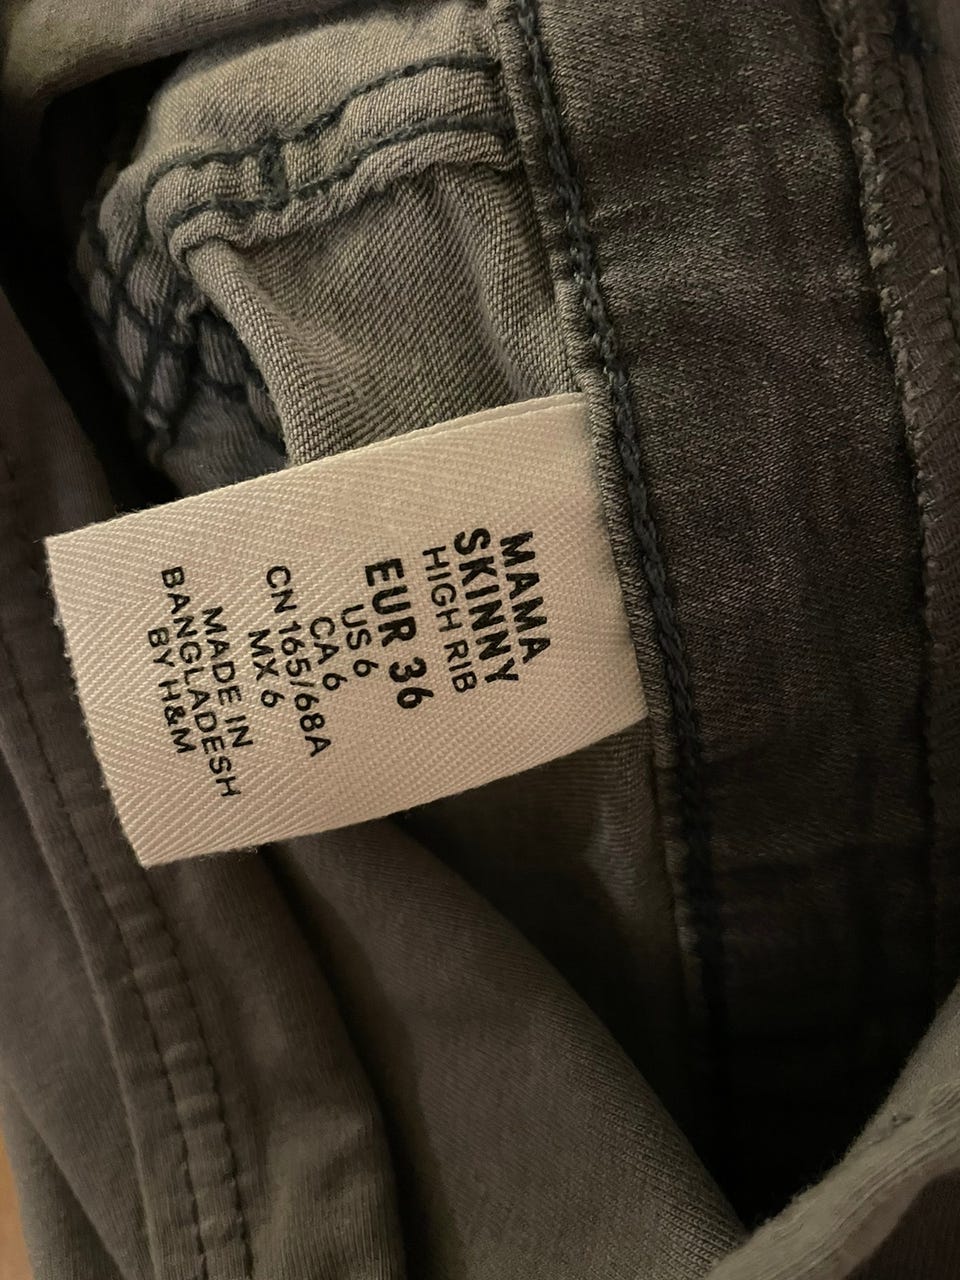 MAMA
SKINNY
HIGH RIB
EUR 36
US 6
CA 6
CN 165/68A
MX 6
MADE IN
BANGLADESH
BY H&M